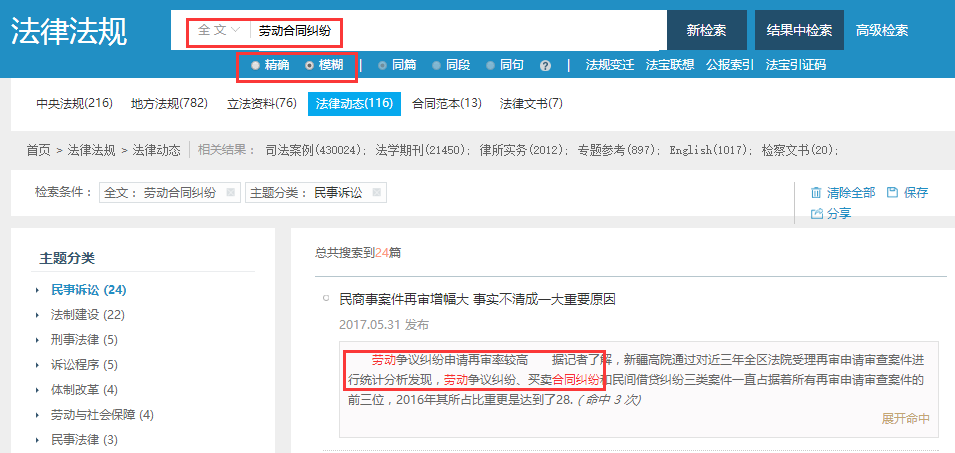 法律法规
全文 劳动合同纠纷
新检索 结果中检索 高级检索
精确 模糊 | 同篇 同段 同句 ? | 法规变迁 法宝联想 公报索引 法宝引证码
中央法规(216) 地方法规(782) 立法资料(76) 法律动态(116) 合同范本(13) 法律文书(7)
首页 > 法律法规 > 法律动态 | 相关结果： 司法案例(430024); 法学期刊(21450); 律所实务(2012); 专题参考(897); English(1017); 检察文书(20);
检索条件： 全文： 劳动合同纠纷 主题分类： 民事诉讼
清除全部 保存
分享
主题分类
民事诉讼 (24)
法制建设 (22)
刑事法律 (5)
诉讼程序 (5)
体制改革 (4)
劳动与社会保障 (4)
民事法律 (3)
总共搜索到24篇
民商事案件再审增幅大 事实不清成一大重要原因
2017.05.31 发布
劳动争议纠纷申请再审率较高 据记者了解，新疆高院通过对近三年全区法院受理再审申请审查案件进
行统计分析发现，劳动争议纠纷、买卖合同纠纷和民间借贷纠纷三类案件一直占据着所有再审申请审查案件的
前三位，2016年其所占比重更是达到了28. ( 命中 3 次)
展开命中